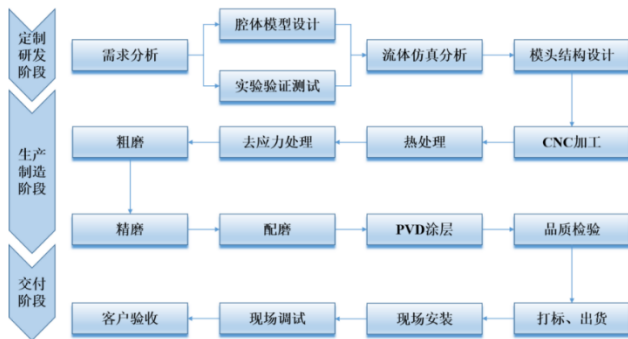 定制
研发
阶段
需求分析
腔体模型设计
实验验证测试
流体仿真分析
模头结构设计
生产
制造
阶段
粗磨
去应力处理
热处理
CNC加工
精磨
配磨
PVD涂层
品质检验
交付
阶段
客户验收
现场调试
现场安装
打标、出货